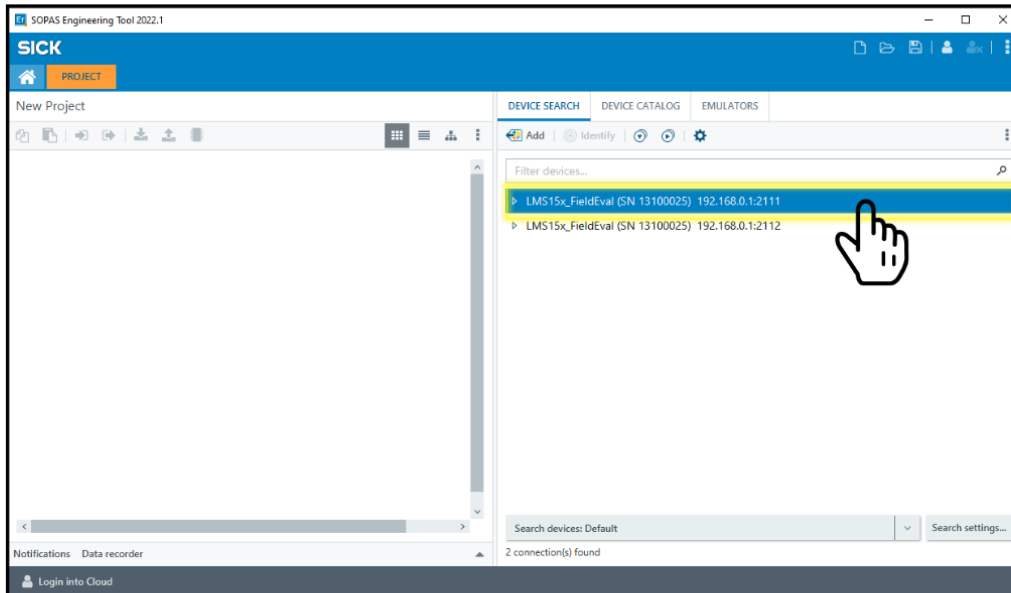 SOPAS Engineering Tool 2022.1
SICK
PROJECT
New Project
DEVICE SEARCH DEVICE CATALOG EMULATORS
Add Identify
Filter devices...
LMS15x_FieldEval (SN 13100025) 192.168.0.1:2111
LMS15x_FieldEval (SN 13100025) 192.168.0.1:2112
Search devices: Default
Search settings...
Notifications Data recorder
2 connection(s) found
Login into Cloud